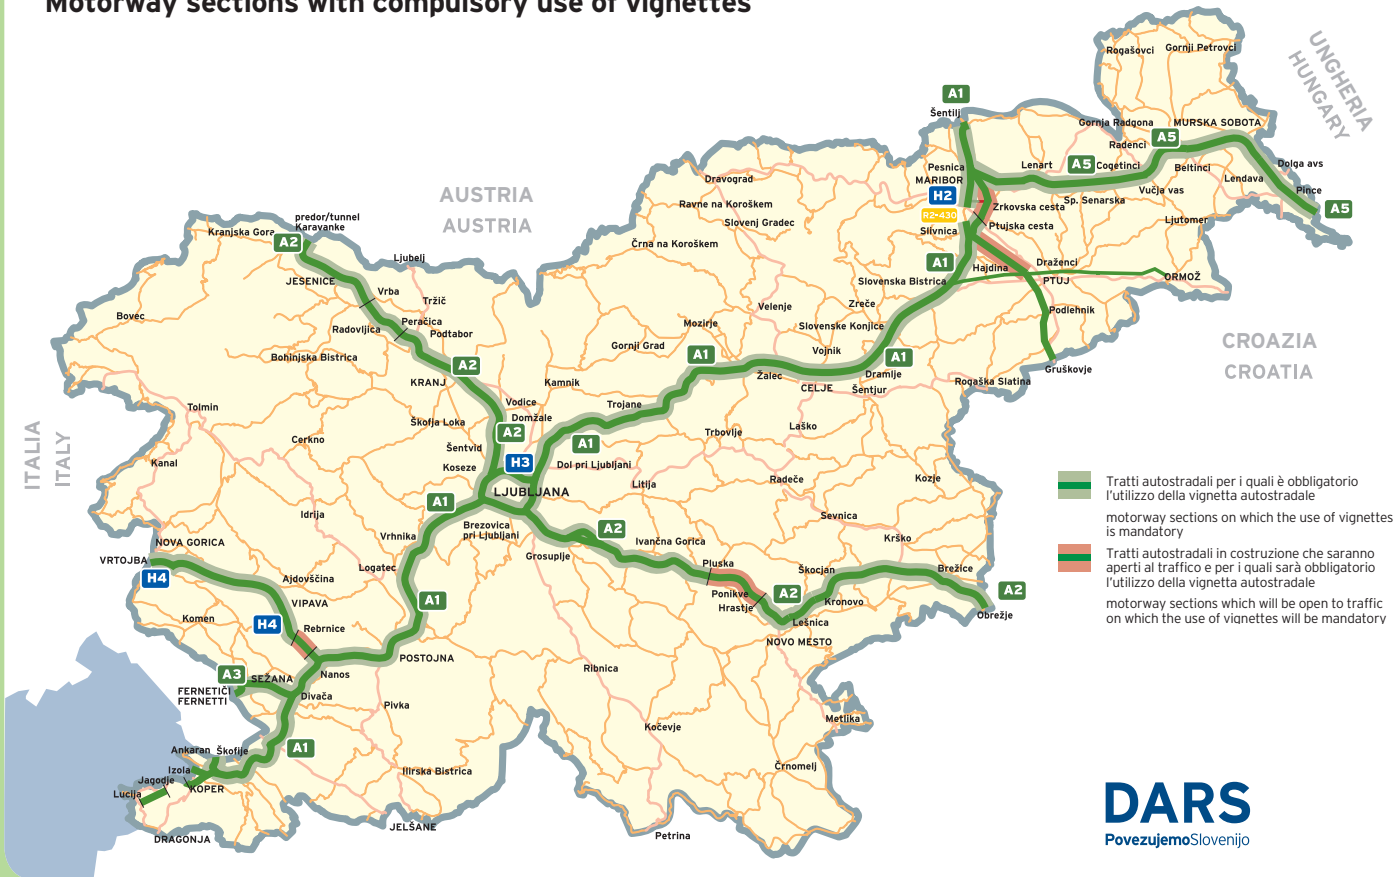 Motorway sections with compulsory use of vignettes
UNGHERIA
HUNGARY
Rogašovci
Gornji Petrovci
A1
Šentilj
Gornja Radgona
MURSKA SOBOTA
A5
Radenci
Pesnica
MARIBOR
Lenart
A5
Cogetinci
Beltinci
Dolga avs
Lendava
Pince
A5
Vučja vas
Sp. Senarska
Ljutomer
H2
R2-430
Slivnica
Zrkovska cesta
Ptujska cesta
Dravograd
Ravne na Koroškem
Slovenj Gradec
Črna na Koroškem
AUSTRIA
AUSTRIA
predor/tunnel
Karavanke
Kranjska Gora
A2
Ljubelj
JESENICE
Vrba
Tržič
Bovec
Radovljica
Peračica
Podtabor
Bohinjska Bistrica
A2
KRANJ
A1
Hajdina
Draženci
PTUJ
ORMOŽ
Slovenska Bistrica
Podlehnik
Gruškovje
Velenje
Zreče
Mozirje
Slovenske Konjice
Gornji Grad
Vojnik
A1
A1
Žalec
CELJE
Dramlje
Šentjur
Rogaška Slatina
CROAZIA
CROATIA
Kamnik
Vodice
Domžale
Trojane
Tolmin
Škofja Loka
A2
A1
Cerkno
Šentvid
Koseze
H3
Dol pri Ljubljani
Trbovlje
Laško
ITALIA
ITALY
Kanal
LJUBLJANA
Litija
Radeče
Kozje
A1
Idrija
Brezovica
pri Ljubljani
A2
Sevnica
Vrhnika
Ivančna Gorica
Krško
NOVA GORICA
VRTOJBA
H4
Grosuplje
Logatec
Ajdovščina
Pluska
Škocjan
Brežice
Ponikve
Hrastje
A2
Kronovo
A2
Obrežje
VIPAVA
A1
Komen
H4
Rebrnice
Lešnica
NOVO MESTO
POSTOJNA
Nanos
A3
SEŽANA
FERNETIČI
FERNETTI
Divača
Ribnica
Pivka
Metlika
Kočevje
A1
Ankaran
Škofije
Izola
Jagodje
KOPER
Lucija
Ilirska Bistrica
Črnomelj
JELŠANE
Petrina
DRAGONJA
Tratti autostradali per i quali è obbligatorio
l'utilizzo della vignetta autostradale
motorway sections on which the use of vignettes
is mandatory
Tratti autostradali in costruzione che saranno
aperti al traffico e per i quali sarà obbligatorio
l'utilizzo della vignetta autostradale
motorway sections which will be open to traffic
on which the use of vignettes will be mandatory
DARS
PovezujemoSlovenijo